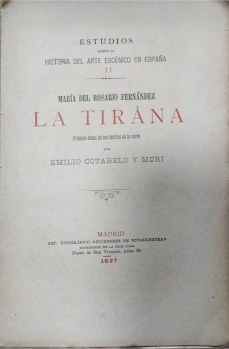 ESTUDIOS
SOBRE LA
HISTORIA DEL ARTE ESCÉNICO EN ESPAÑA
II
MARÍA DEL ROSARIO FERNÁNDEZ
LA TIRANA
Primera dama de los teatros de la corte
POR
EMILIO COTARELO Y MORI
MADRID
EST. TIPOGRÁFICO «SUCESORES DE RIVADENEYRA»
IMPRESORES DE LA REAL CASA
Paseo de San Vicente, núm. 20.
1897